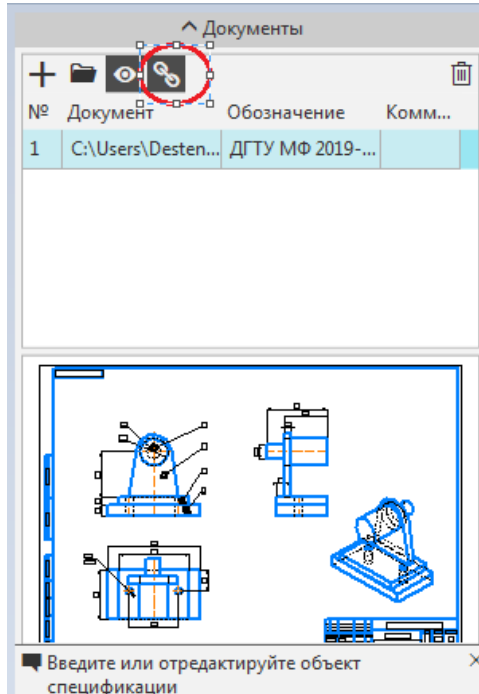 Документы
№ Документ Обозначение Комм...
1 C:\Users\Desten... ДГТУ МФ 2019-...
Введите или отредактируйте объект
спецификации